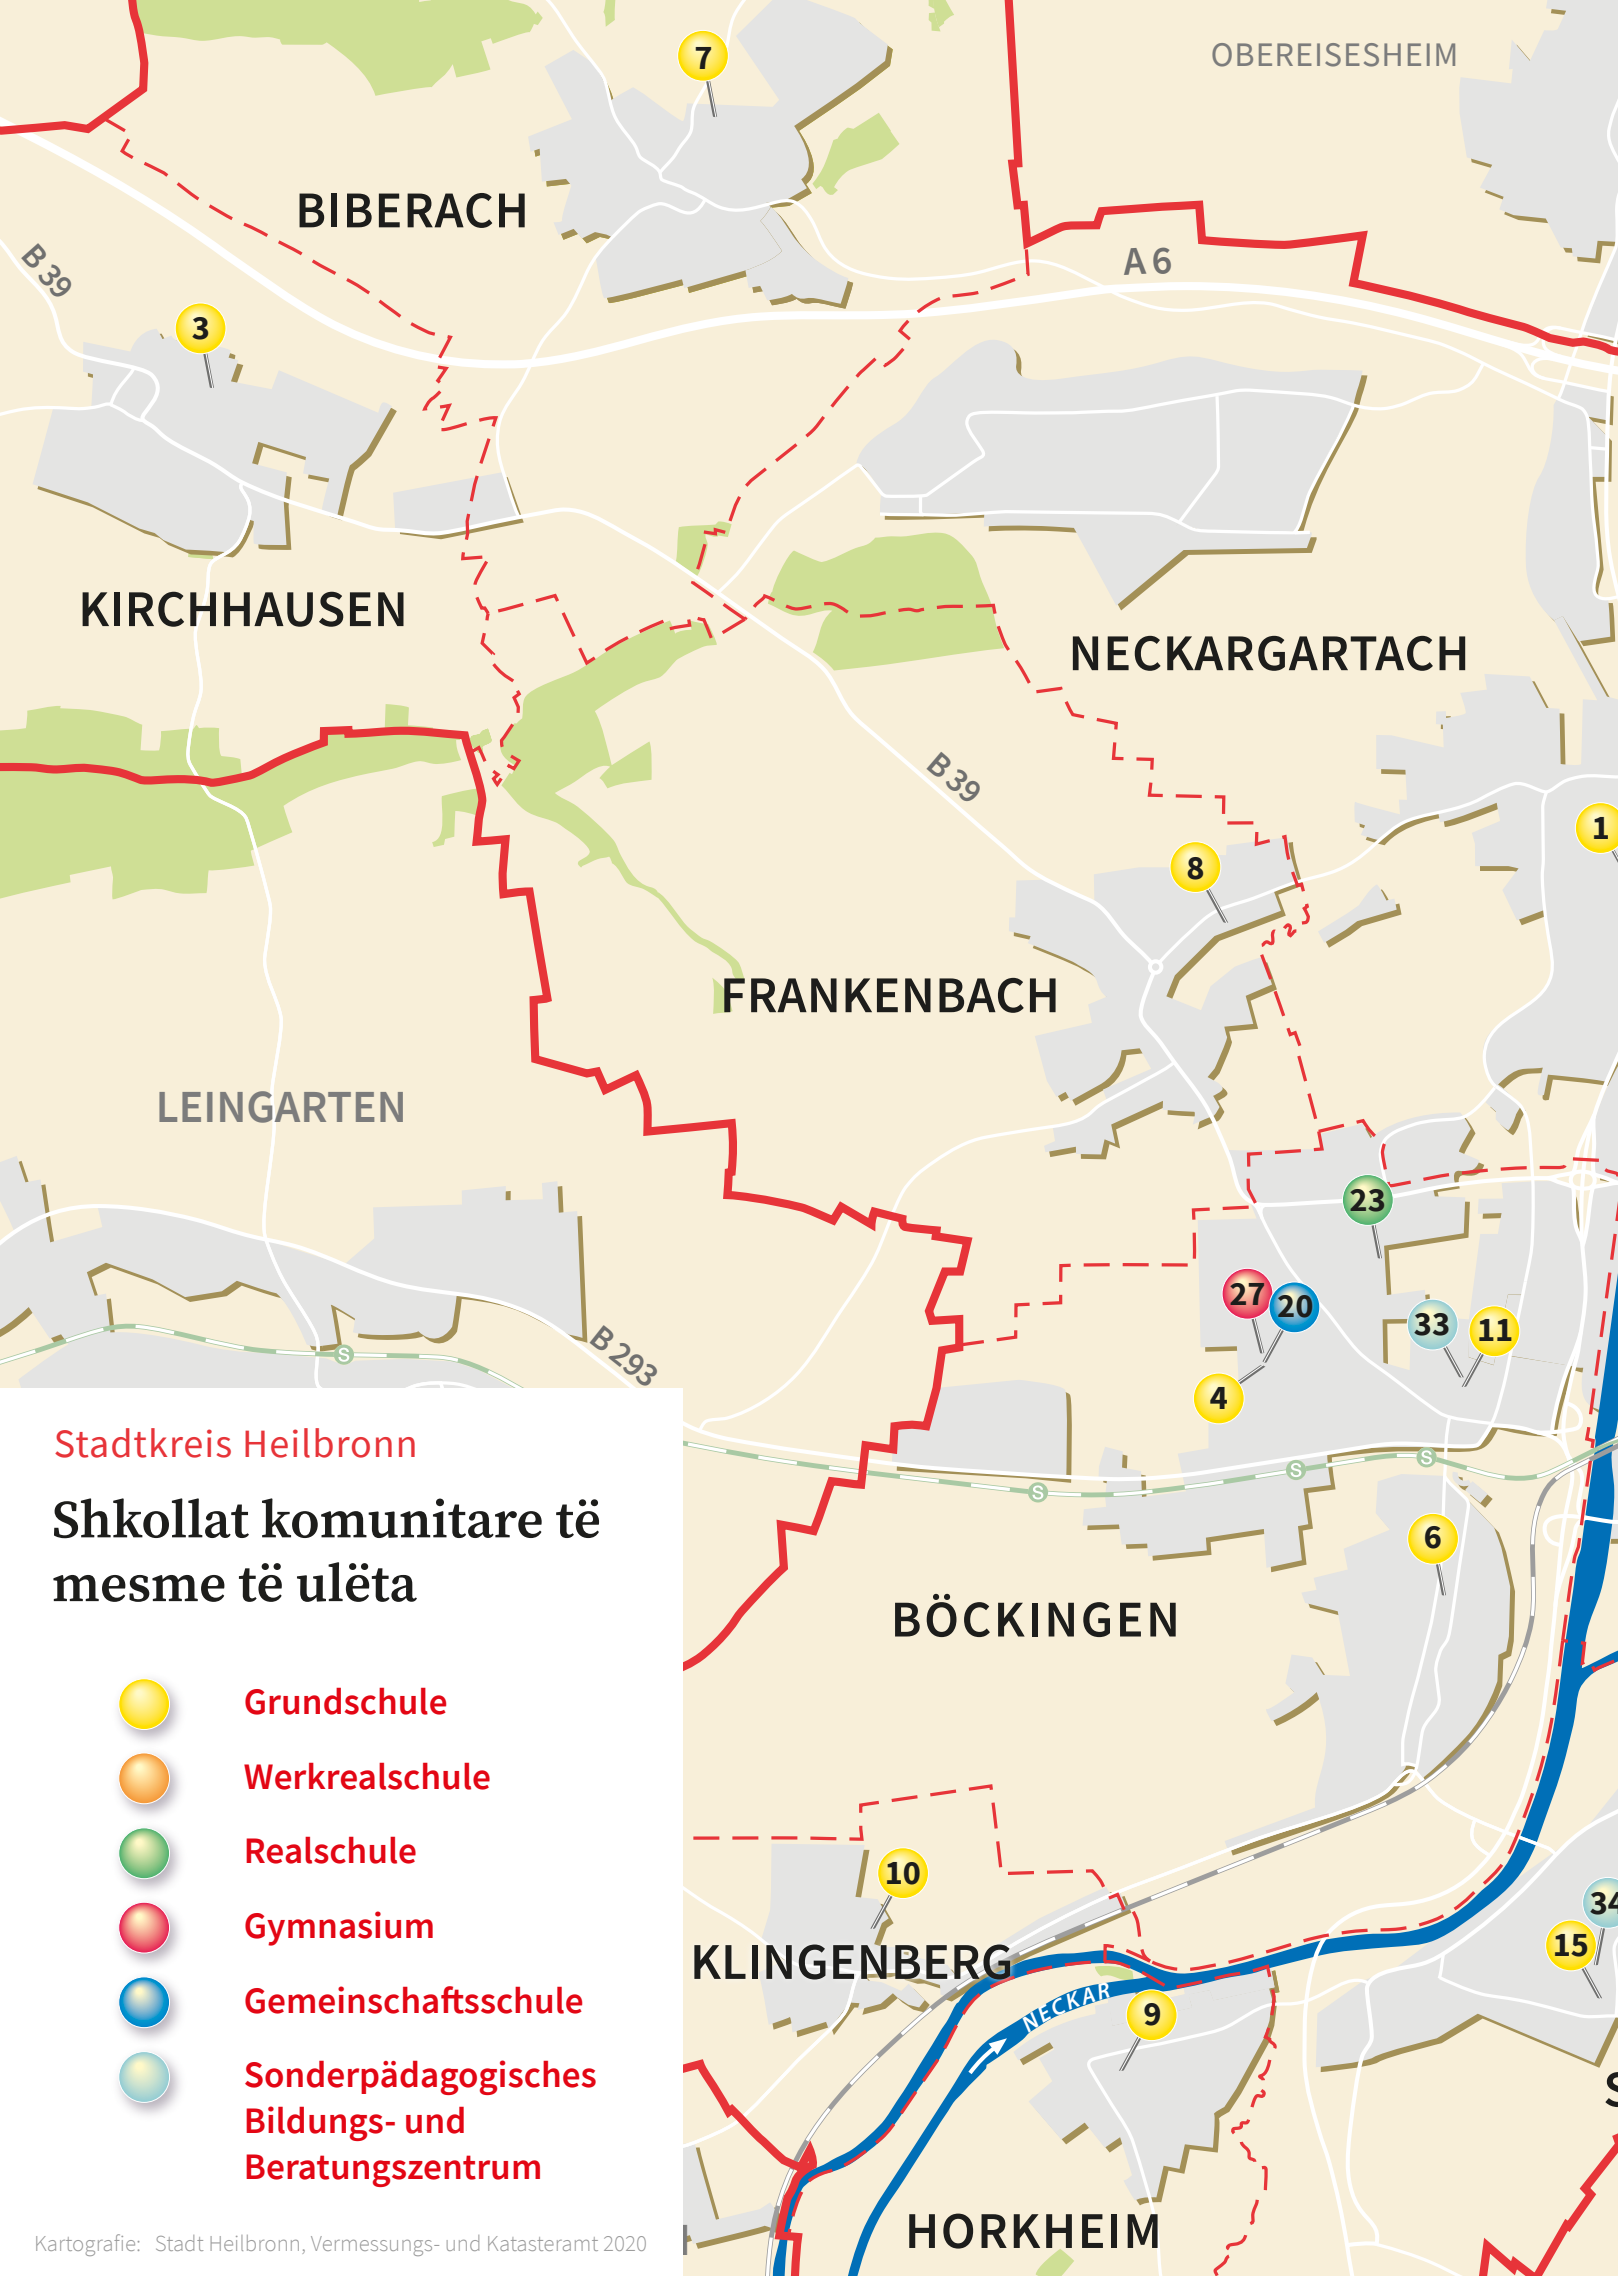 7
OBEREISESHEIM
BIBERACH
A 6
B 39
3
KIRCHHAUSEN
NECKARGARTACH
B 39
1
8
FRANKENBACH
LEINGARTEN
23
27
20
33
11
B 293
S
4
S
S
S
6
BÖCKINGEN
10
34
15
KLINGENBERG
NECKAR
9
HORKHEIM
Stadtkreis Heilbronn
Shkollat komunitare të
mesme të ulëta
Grundschule
Werkrealschule
Realschule
Gymnasium
Gemeinschaftsschule
Sonderpädagogisches
Bildungs- und
Beratungszentrum
Kartografie: Stadt Heilbronn, Vermessungs- und Katasteramt 2020